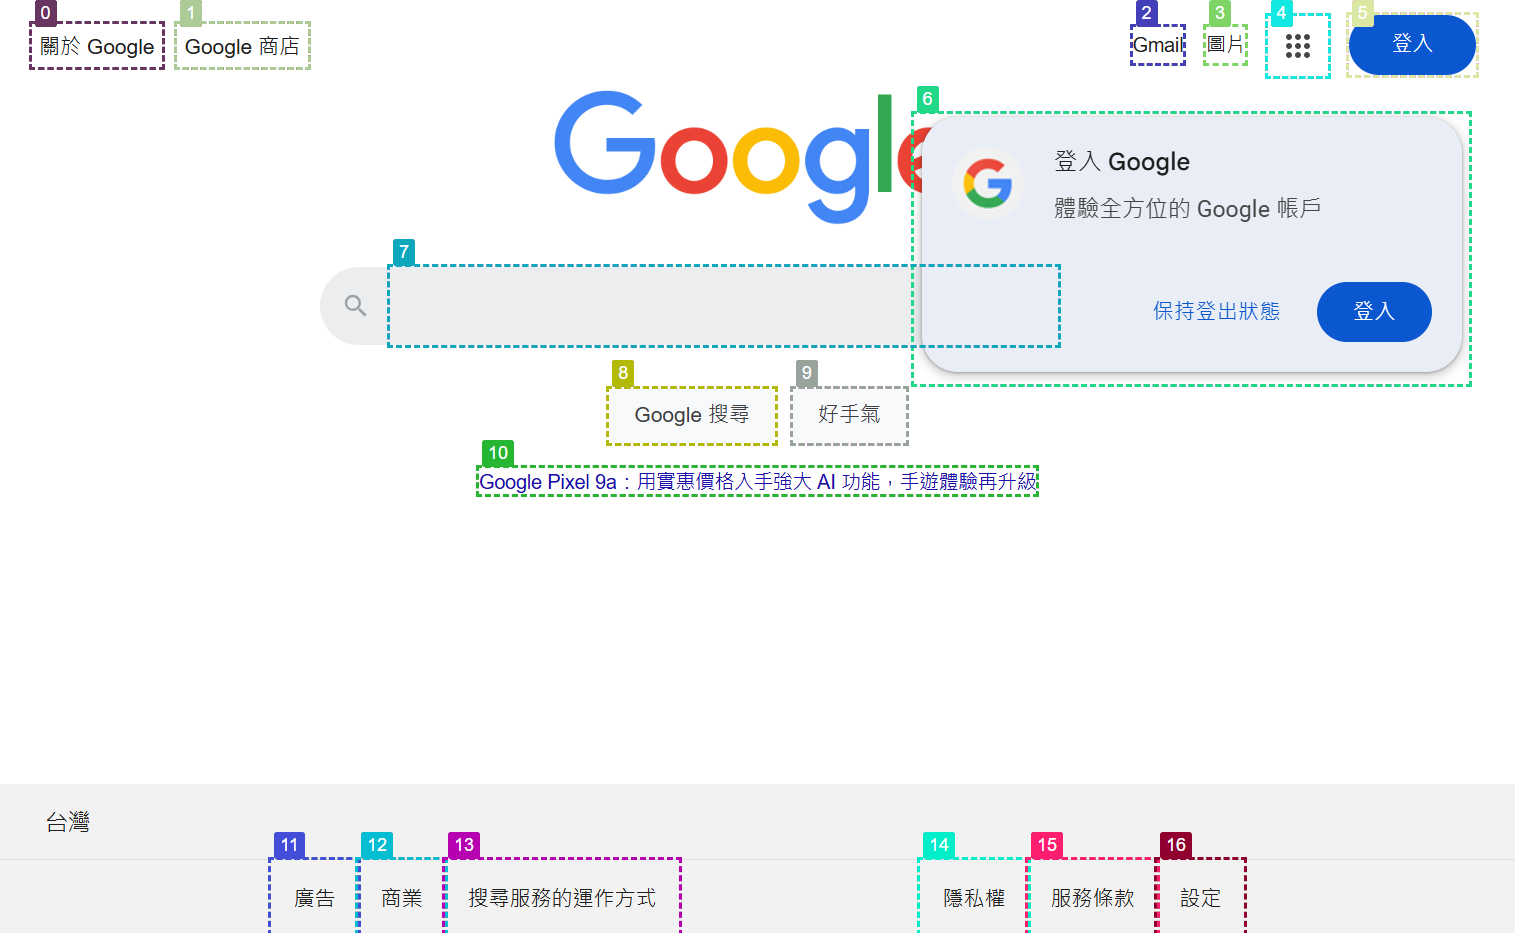 0
1
2
3
4
5
關於 Google
Google 商店
Gmail
圖片
登入
6
Google
登入 Google
體驗全方位的 Google 帳戶
7
保持登出狀態
登入
8
9
Google 搜尋
好手氣
10
Google Pixel 9a：用實惠價格入手強大 AI 功能，手遊體驗再升級
台灣
11
12
13
14
15
16
廣告
商業
搜尋服務的運作方式
隱私權
服務條款
設定